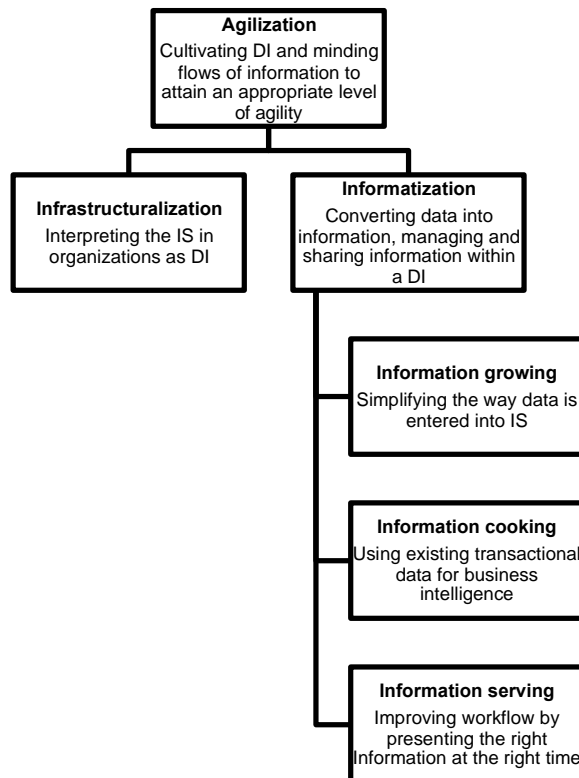 Agilization
Cultivating DI and minding
flows of information to
attain an appropriate level
of agility
Infrastructuralization
Interpreting the IS in
organizations as DI
Informatization
Converting data into
information, managing and
sharing information within
a DI
Information growing
Simplifying the way data is
entered into IS
Information cooking
Using existing transactional
data for business
intelligence
Information serving
Improving workflow by
presenting the right
Information at the right time